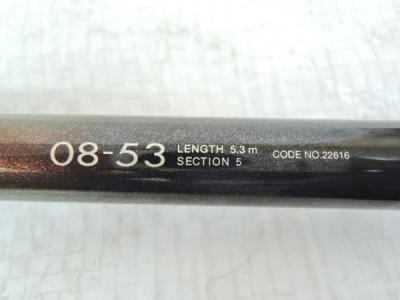 08-53 LENGTH 5.3 m CODE NO.22616
SECTION 5